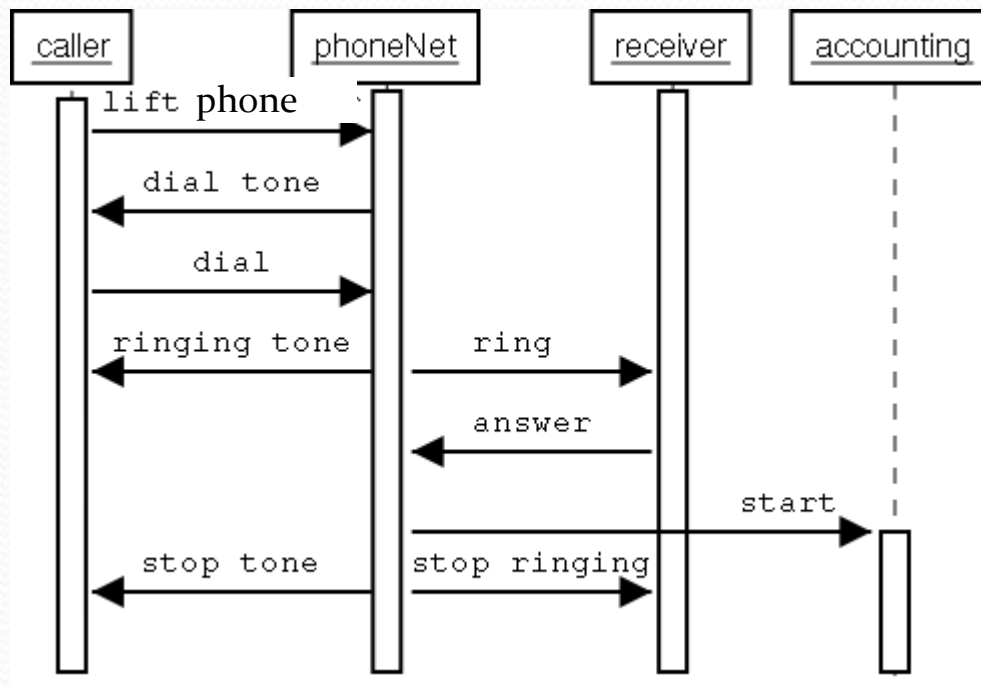 caller phoneNet receiver accounting
lift phone
dial tone
dial
ringing tone ring
answer
start
stop tone stop ringing